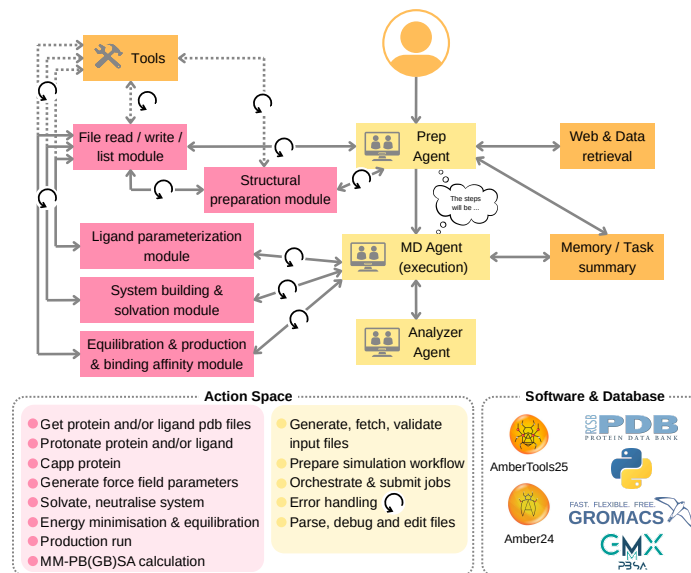 Tools
File read / write /
list module
Structural
preparation module
Prep
Agent
Web & Data
retrieval
The steps
will be ...
Ligand parameterization
module
MD Agent
(execution)
Memory / Task
summary
System building &
solvation module
Equilibration & production
& binding affinity module
Analyzer
Agent
Action Space
Get protein and/or ligand pdb files
Protonate protein and/or ligand
Capp protein
Generate force field parameters
Solvate, neutralise system
Energy minimisation & equilibration
Production run
MM-PB(GB)SA calculation
Generate, fetch, validate
input files
Prepare simulation workflow
Orchestrate & submit jobs
Error handling
Parse, debug and edit files
Software & Database
AmberTools25
RCSB
PDB
PROTEIN DATA BANK
Amber24
FAST. FLEXIBLE. FREE.
GROMACS
GMX
MM
PBSA